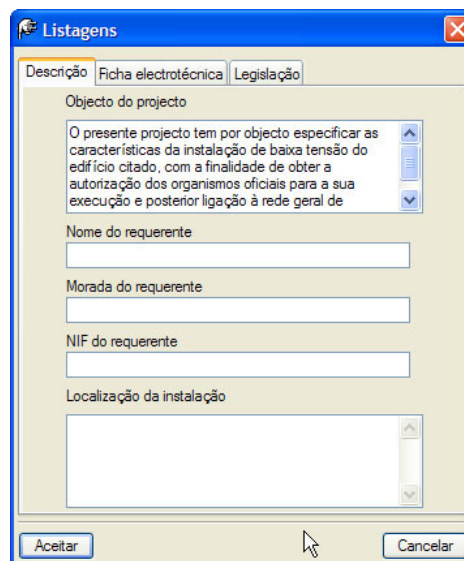 Listagens
Descrição Ficha electrotécnica Legislação
Objecto do projecto
O presente projecto tem por objecto especificar as
características da instalação de baixa tensão do
edifício citado, com a finalidade de obter a
autorização dos organismos oficiais para a sua
execução e posterior ligação à rede geral de
Nome do requerente
Morada do requerente
NIF do requerente
Localização da instalação
Aceitar Cancelar